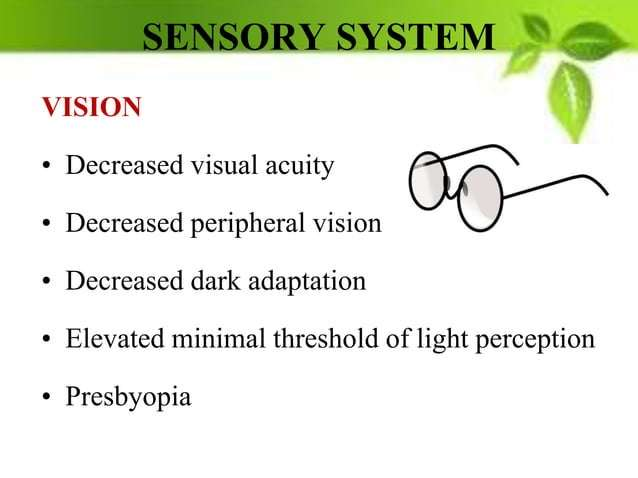 SENSORY SYSTEM
VISION
• Decreased visual acuity
• Decreased peripheral vision
• Decreased dark adaptation
• Elevated minimal threshold of light perception
• Presbyopia